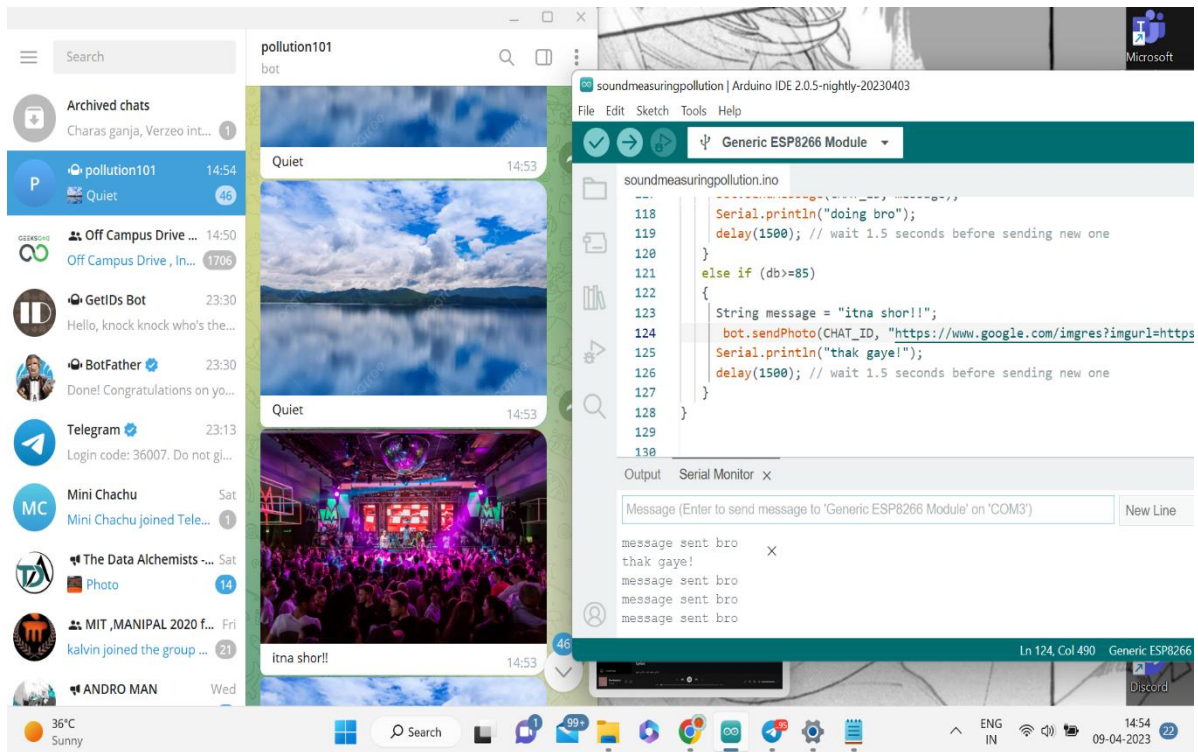 Search
Archived chats
Charas ganja, Verzeo int... 1
pollution101 14:54
Quiet 46
GEEKSGOD
Off Campus Drive ... 14:50
Off Campus Drive , In... 1706
GetIDs Bot 23:30
Hello, knock knock who's the...
BotFather 23:30
Done! Congratulations on yo...
Telegram 23:13
Login code: 36007. Do not gi...
MC
Mini Chachu Sat
Mini Chachu joined Tele... 1
The Data Alchemists -... Sat
Photo 14
MIT ,MANIPAL 2020 f... Fri
kalvin joined the group ... 21
ANDRO MAN Wed
P
pollution101
bot
Quiet 14:53
Quiet 14:53
itna shor!! 14:53
46
Microsoft
soundmeasuringpollution | Arduino IDE 2.0.5-nightly-20230403
File Edit Sketch Tools Help
Generic ESP8266 Module
soundmeasuringpollution.ino
118 Serial.println("doing bro");
119 delay(1500); // wait 1.5 seconds before sending new one
120 }
121 else if (db>=85)
122 {
123 String message = "itna shor!!";
124 bot.sendPhoto(CHAT_ID, "https://www.google.com/imgres?imgurl=https
125 Serial.println("thak gaye!");
126 delay(1500); // wait 1.5 seconds before sending new one
127 }
128 }
129
130
Output Serial Monitor X
Message (Enter to send message to 'Generic ESP8266 Module' on 'COM3')
New Line
message sent bro
thak gaye!
message sent bro
message sent bro
message sent bro
Ln 124, Col 490 Generic ESP8266
Discord
36°C
Sunny
Search
1
99+
95
ENG
IN
14:54
09-04-2023
22